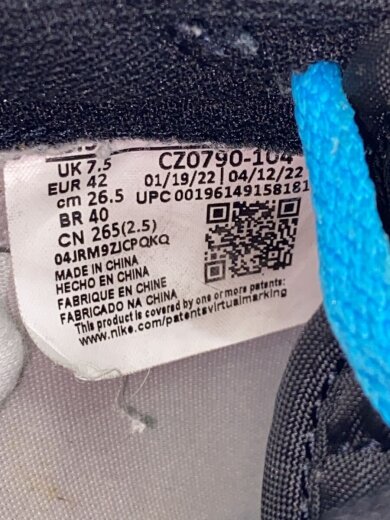 UK 7.5 CZ0790-104
EUR 42 01/19/22 | 04/12/22
cm 26.5 UPC 00196149158181
BR 40
CN 265(2.5)
04JRM9ZJCPQKQ
MADE IN CHINA
HECHO EN CHINA
FABRIQUE EN CHINE
FABRICADO NA CHINA
This product is covered by one or more patents:
www.nike.com/patentsvirtualmarking